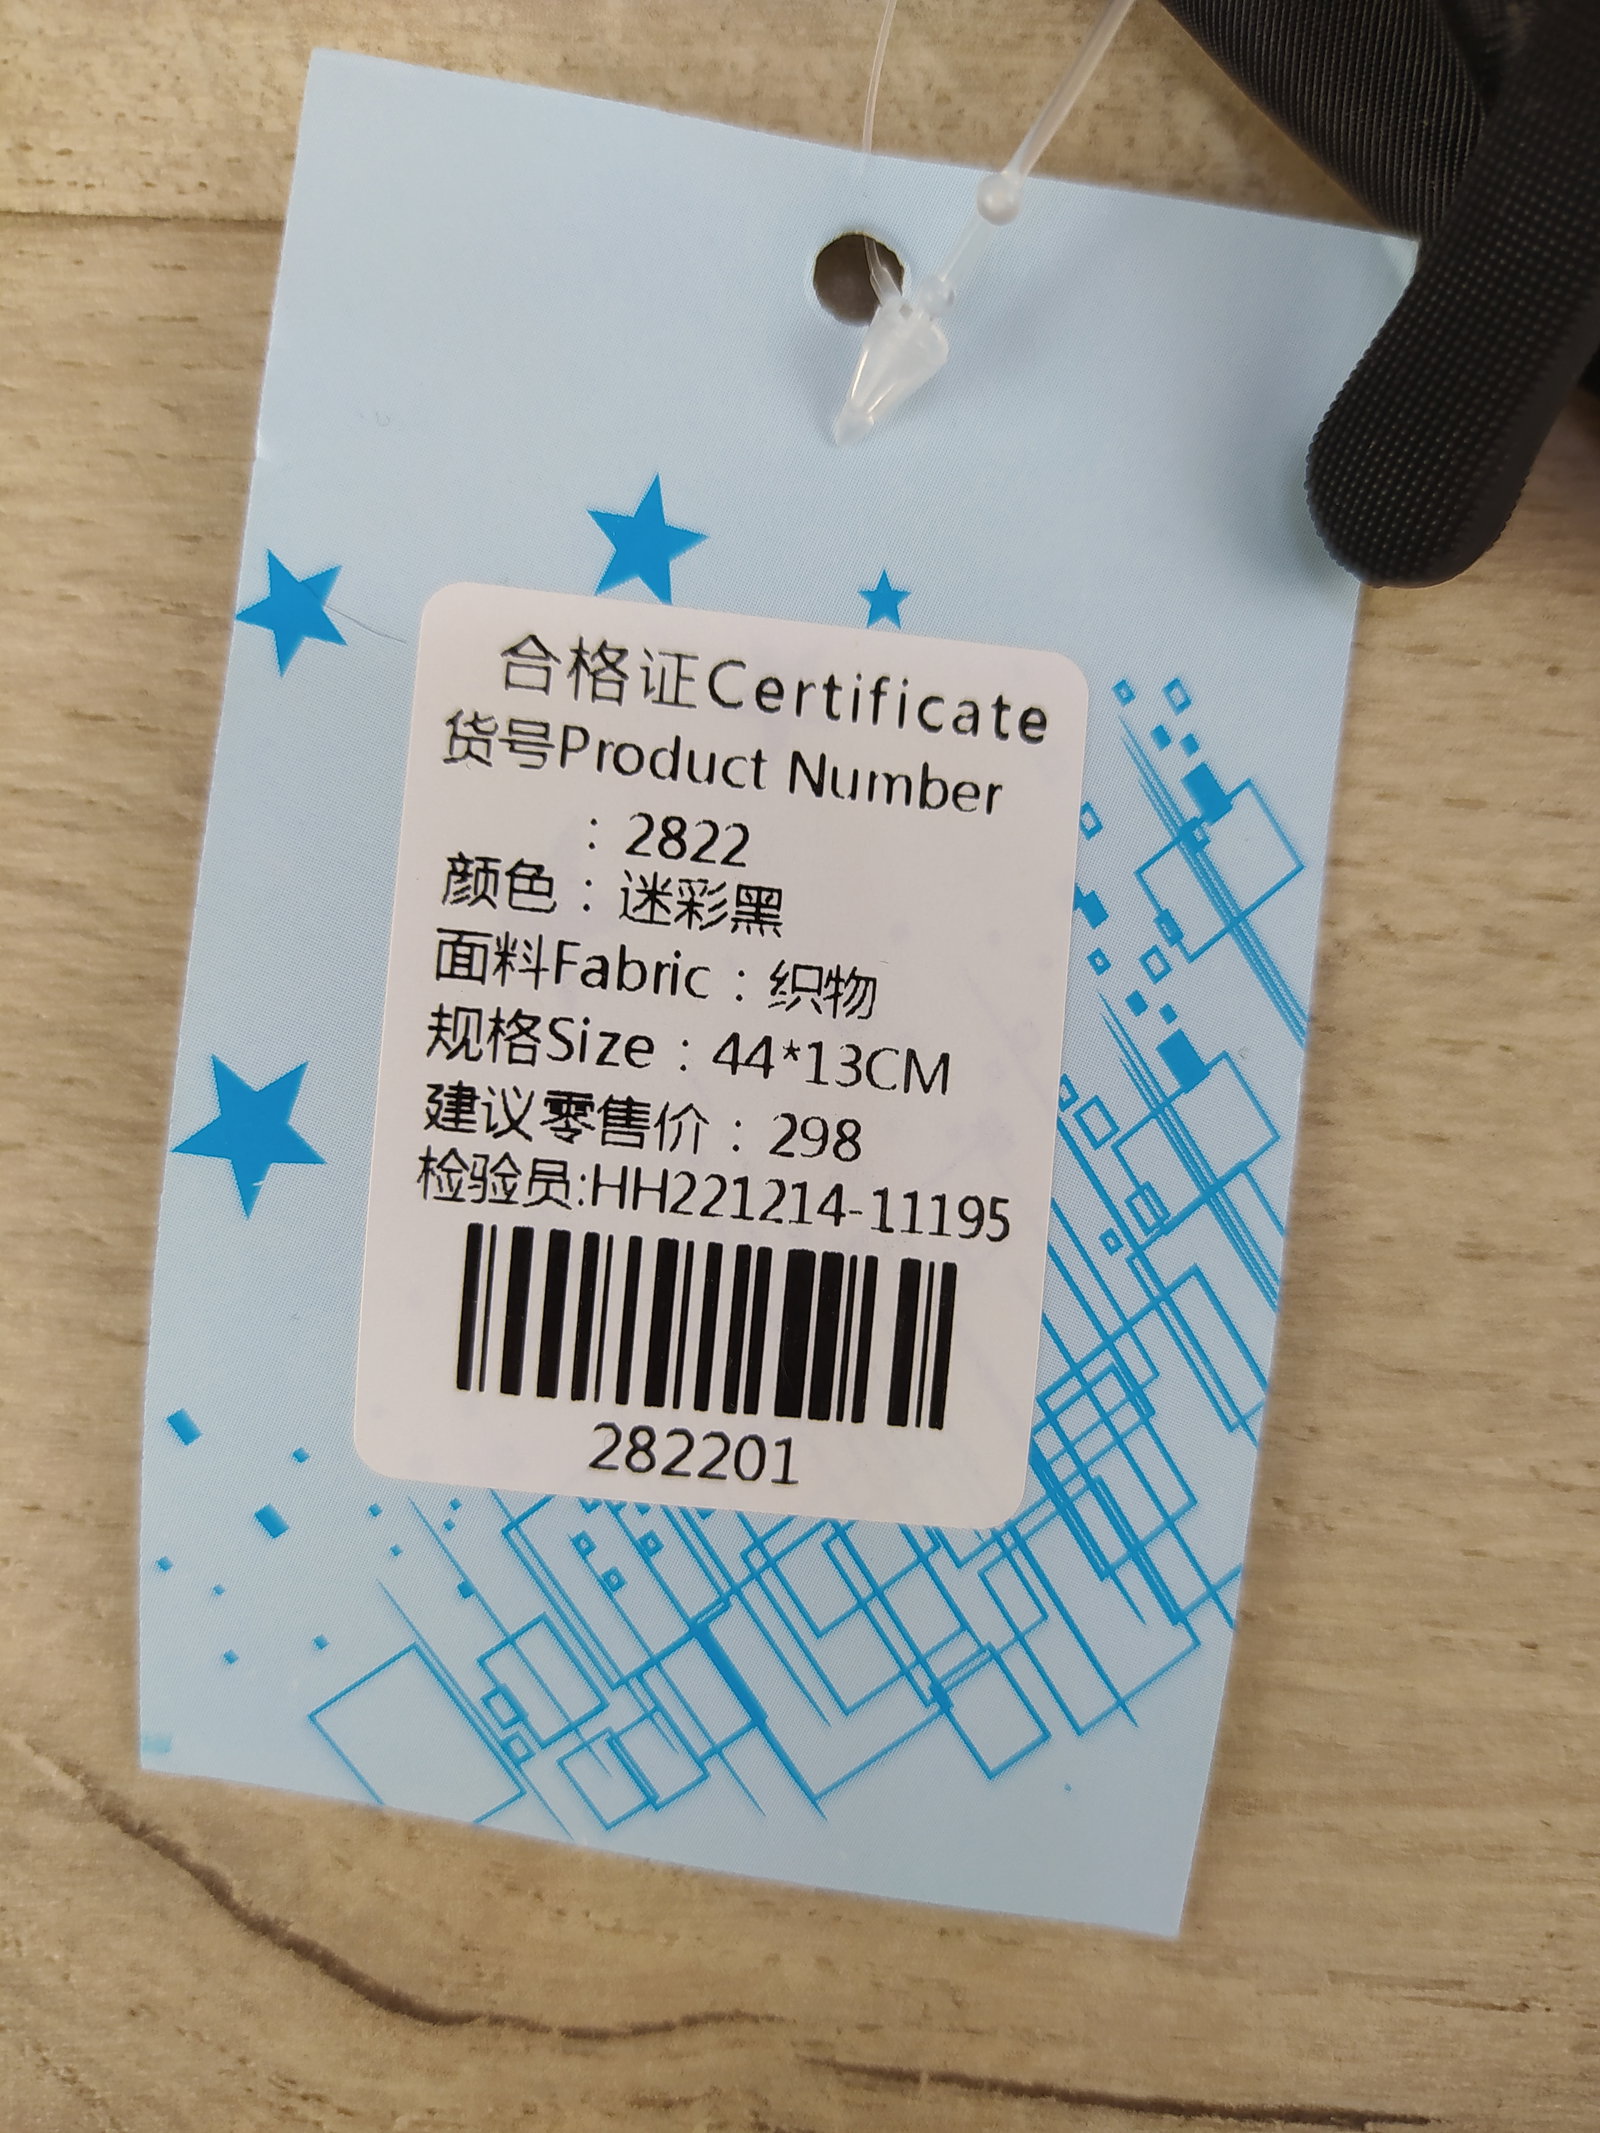 合格证Certificate
货号Product Number
：2822
颜色：迷彩黑
面料Fabric：织物
规格Size：44*13CM
建议零售价：298
检验员:HH221214-11195
282201